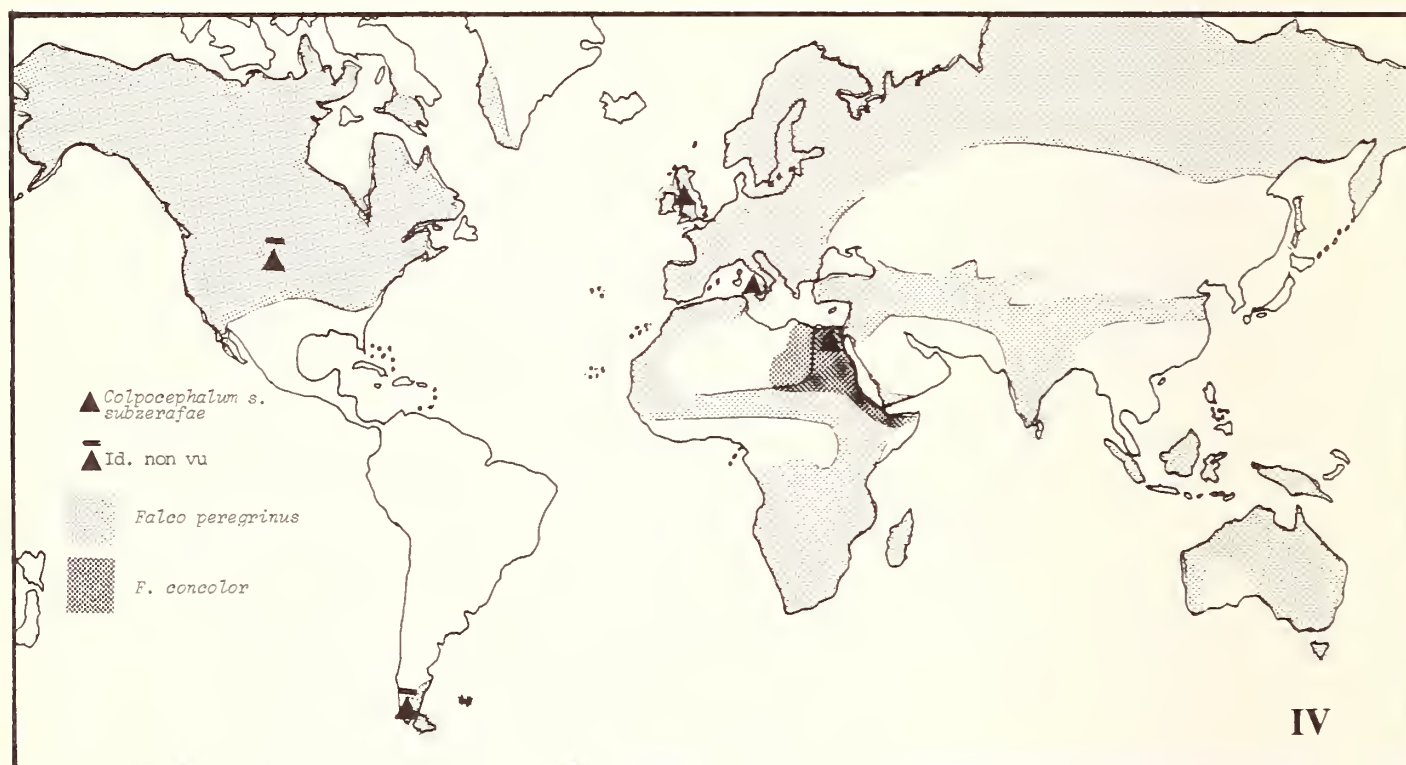 Colpocephalum s.
subzerafae
Id. non vu
Falco peregrinus
F. concolor
IV